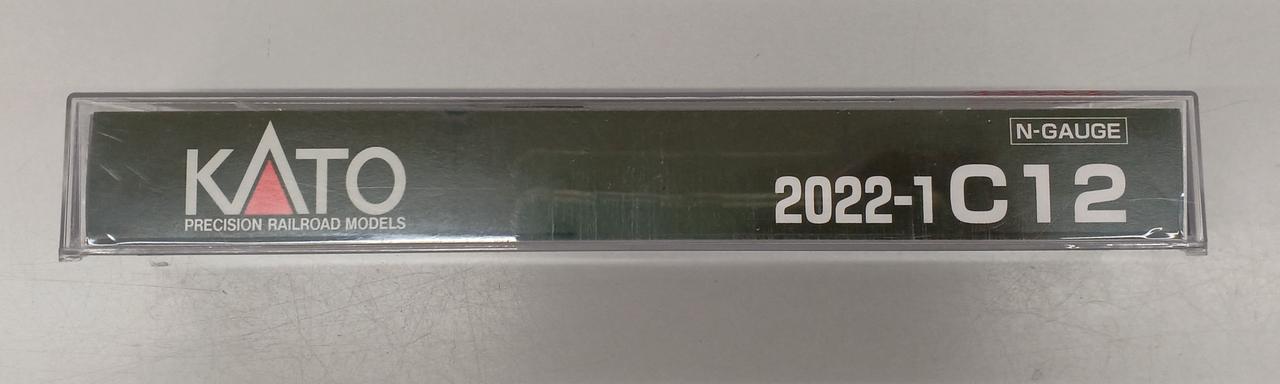 KATO
PRECISION RAILROAD MODELS
N-GAUGE
2022-1 C12